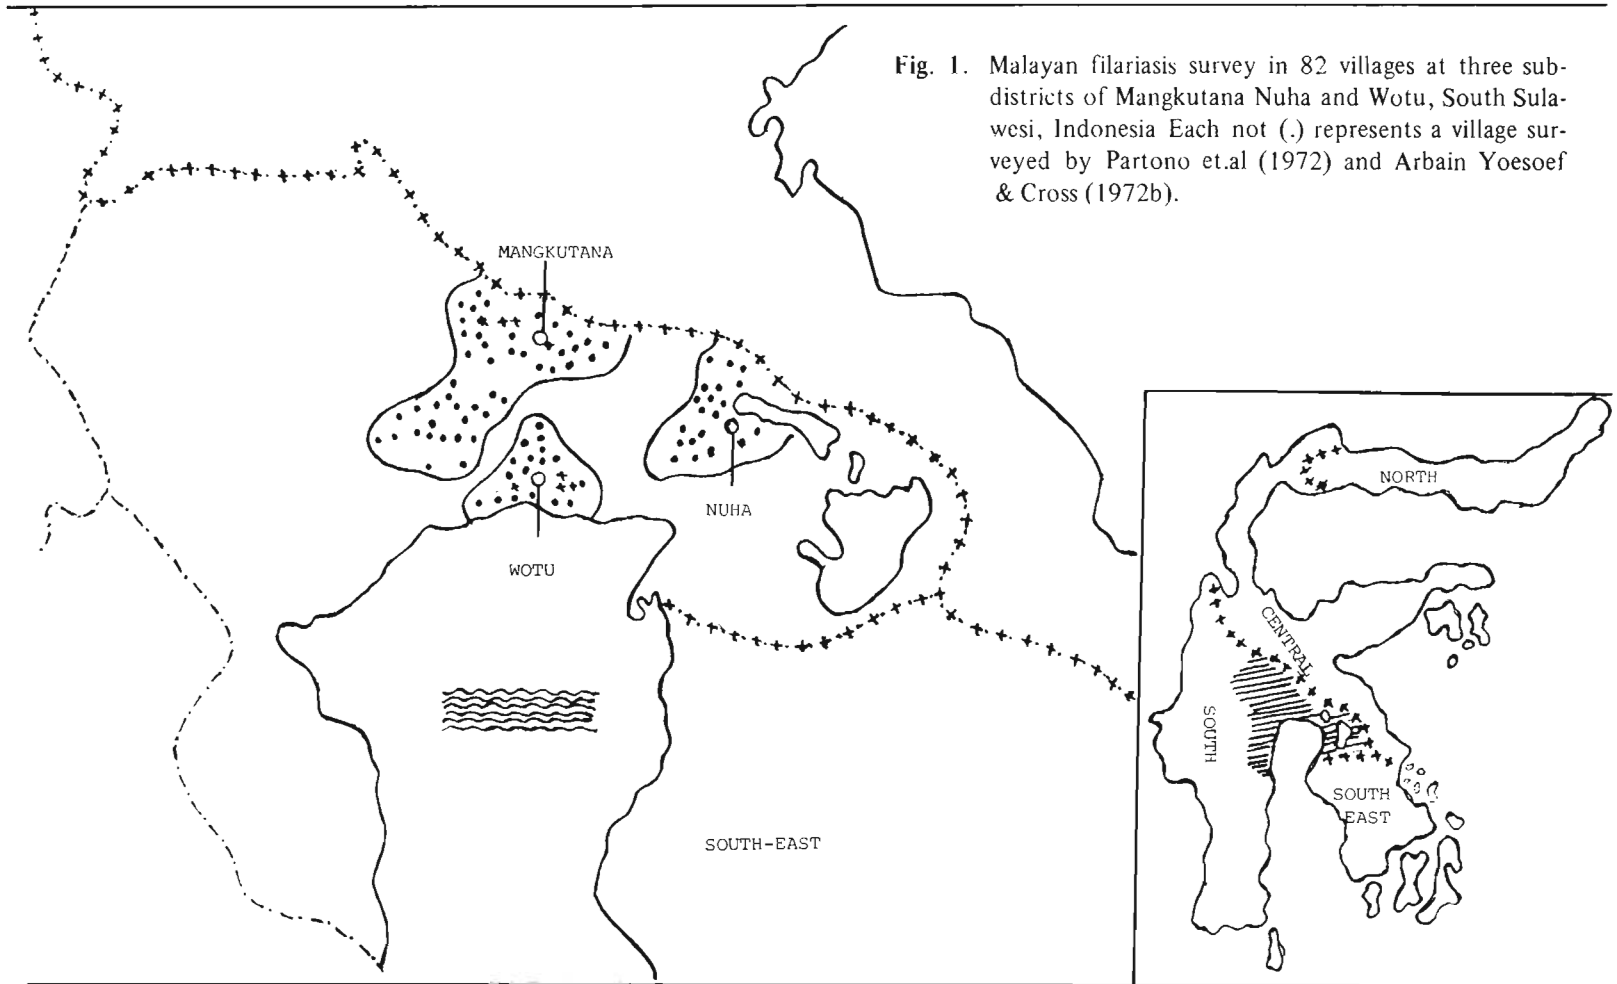 Fig. 1. Malayan filariasis survey in 82 villages at three sub-
districts of Mangkutana Nuha and Wotu, South Sula-
wesi, Indonesia Each not (.) represents a village sur-
veyed by Partono et.al (1972) and Arbain Yoesoef
& Cross (1972b).
MANGKUTANA
NUHA
WOTU
SOUTH-EAST
NORTH
CENTRAL
SOUTH
SOUTH
EAST